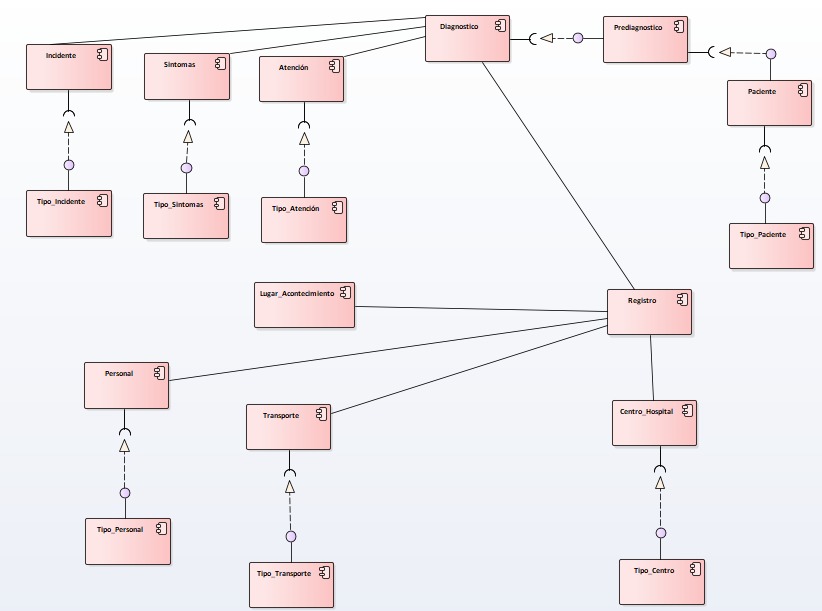 Diagnostico
Prediagnostico
Incidente
Sintomas
Atención
Paciente
Tipo_Incidente
Tipo_Sintomas
Tipo_Atención
Tipo_Paciente
Lugar_Acontecimiento
Registro
Personal
Transporte
Centro_Hospital
Tipo_Personal
Tipo_Transporte
Tipo_Centro